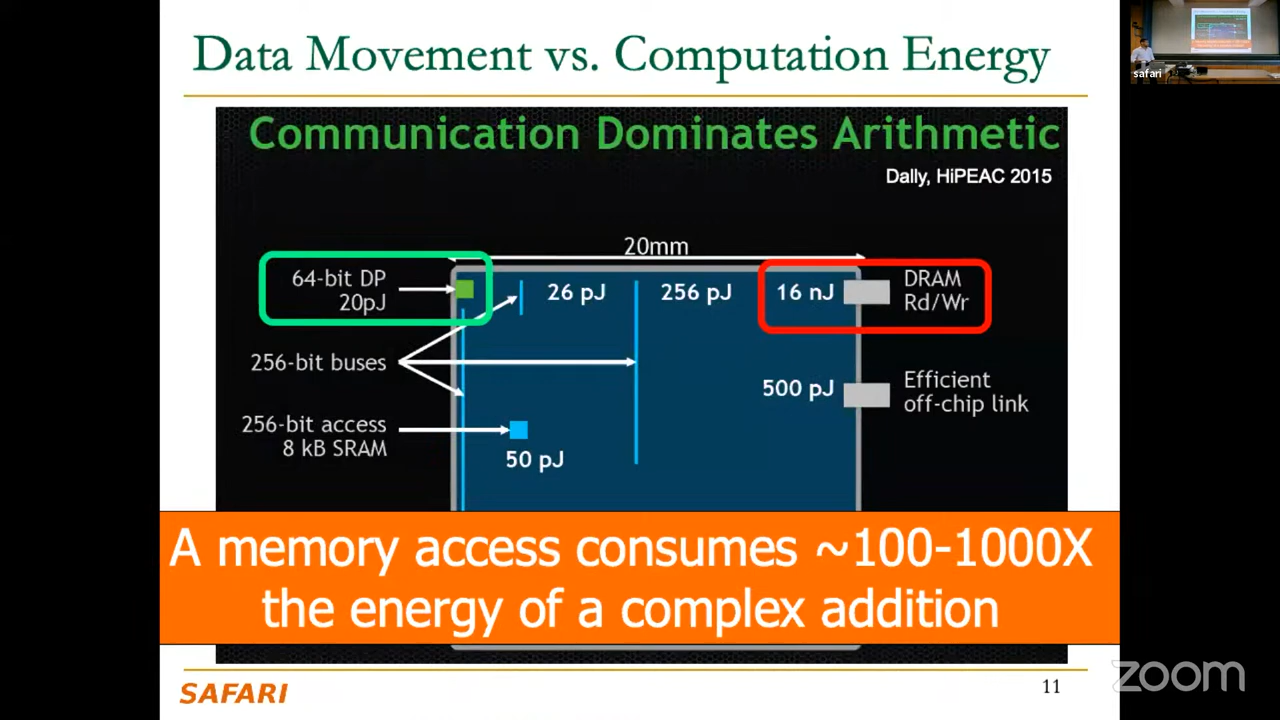 Data Movement vs. Computation Energy
Communication Dominates Arithmetic
Dally, HiPEAC 2015
20mm
64-bit DP
20pJ
26 pJ
256 pJ
16 nJ
DRAM
Rd/Wr
256-bit buses
500 pJ
Efficient
off-chip link
256-bit access
8 kB SRAM
50 pJ
A memory access consumes ~100-1000X
the energy of a complex addition
SAFARI
11
zoom
safari